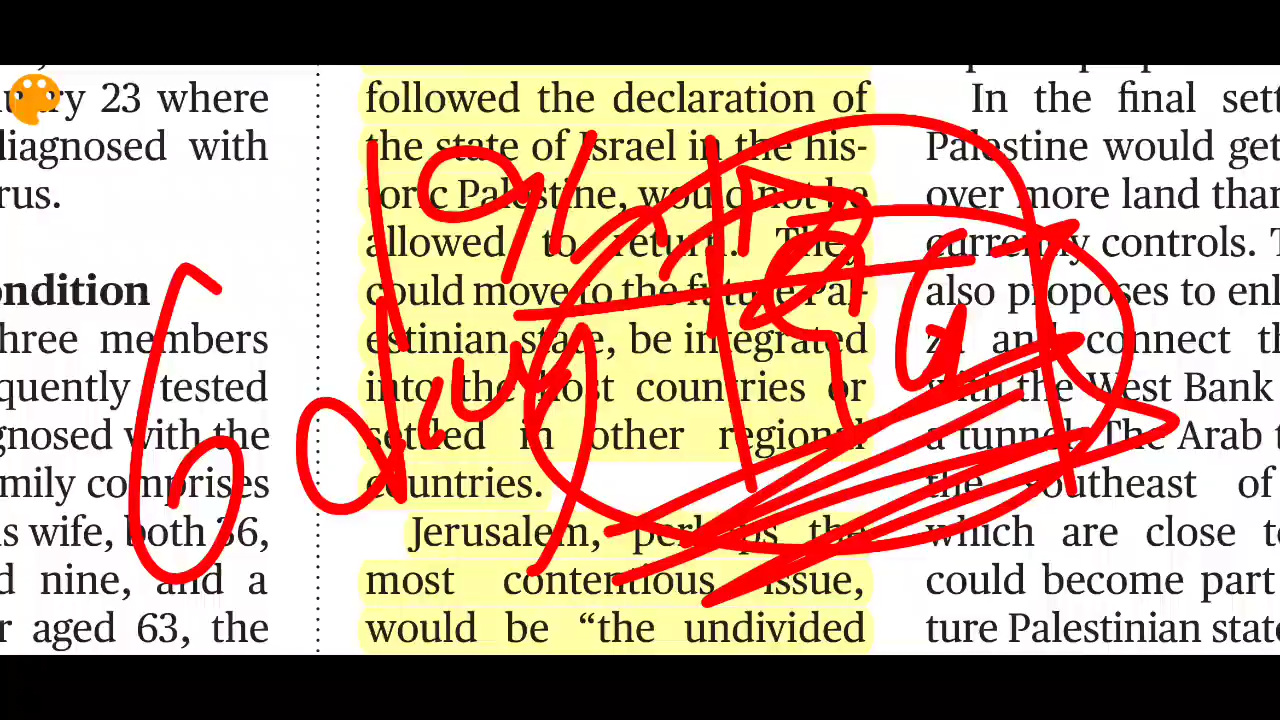 23 where
diagnosed with
rus.
ondition
hree members
quently tested
gnosed with the
mily comprises
s wife, both 36,
d nine, and a
r aged 63, the
followed the declaration of
the state of Israel in the his-
toric Palestine, would not be
allowed to return. They
could move to the future Pal-
estinian state, be integrated
into the host countries or
settled in other regional
countries.
Jerusalem, perhaps the
most contentious issue,
would be “the undivided
In the final sett
Palestine would get
over more land than
currently controls. T
also proposes to enl
za and connect th
with the West Bank
a tunnel. The Arab t
the southeast of
which are close to
could become part
ture Palestinian state
6 days